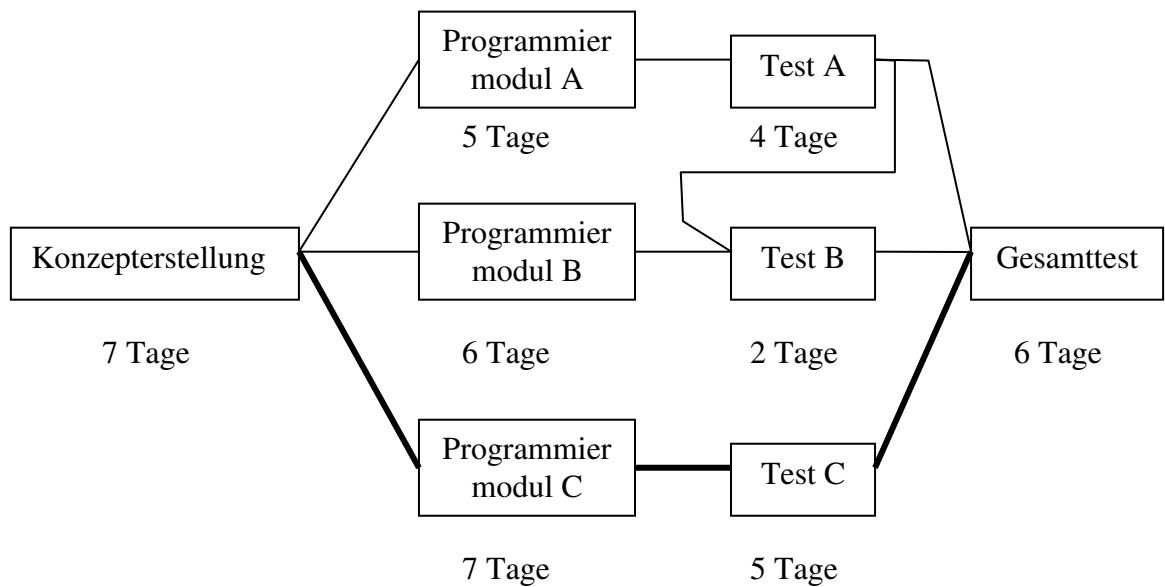 Programmier
modul A
Test A
5 Tage
4 Tage
Konzepterstellung
Programmier
modul B
Test B
Gesamttest
7 Tage
6 Tage
2 Tage
6 Tage
Programmier
modul C
Test C
7 Tage
5 Tage